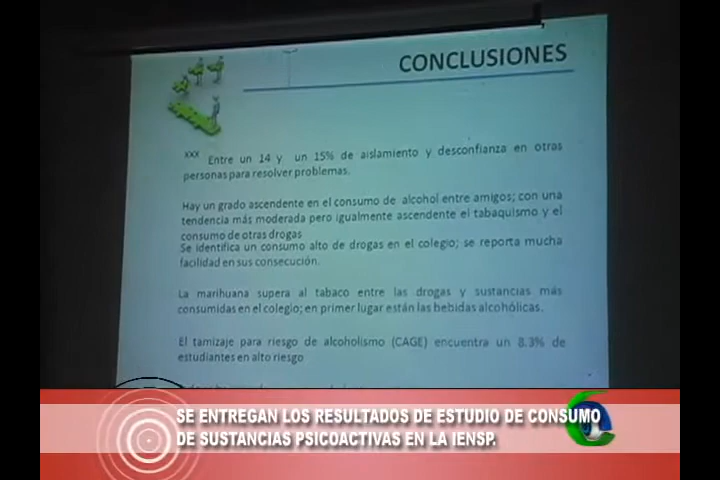 CONCLUSIONES
xxx Entre un 14 y un 15% de aislamiento y desconfianza en otras
personas para resolver problemas.
Hay un grado ascendente en el consumo de alcohol entre amigos; con una
tendencia más moderada pero igualmente ascendente el tabaquismo y el
consumo de otras drogas
Se identifica un consumo alto de drogas en el colegio; se reporta mucha
facilidad en sus consecución.
La marihuana supera al tabaco entre las drogas y sustancias más
consumidas en el colegio; en primer lugar están las bebidas alcohólicas.
El tamizaje para riesgo de alcoholismo (CAGE) encuentra un 8.3% de
estudiantes en alto riesgo
SE ENTREGAN LOS RESULTADOS DE ESTUDIO DE CONSUMO
DE SUSTANCIAS PSICOACTIVAS EN LA IENSP.